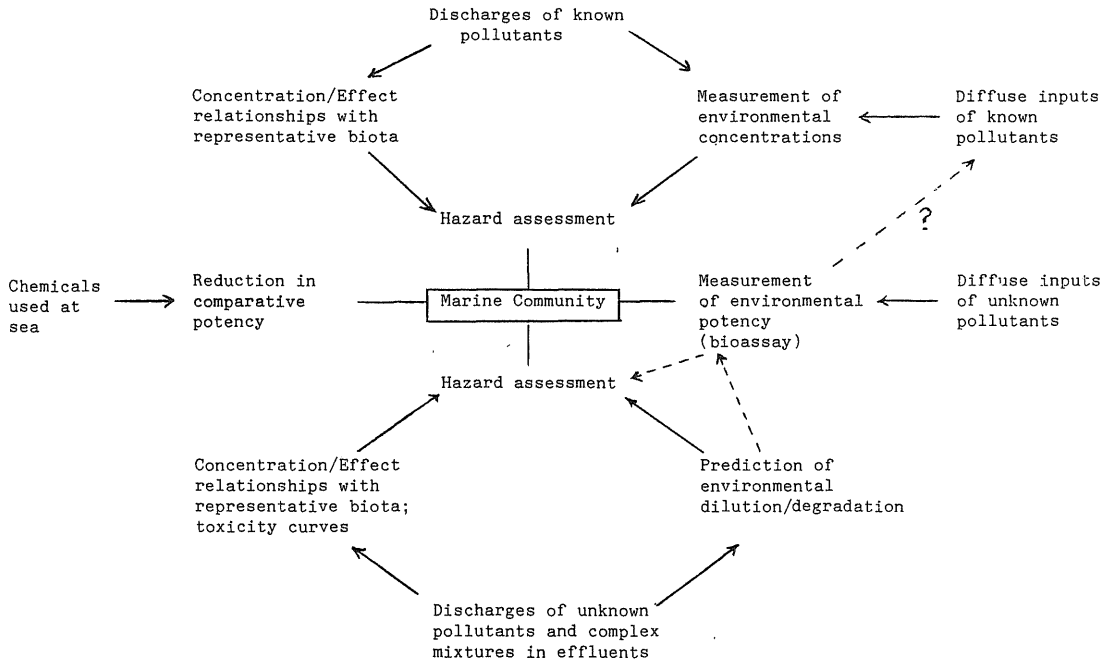 Discharges of known
pollutants
Concentration/Effect
relationships with
representative biota
Measurement of
environmental
concentrations
Diffuse inputs
of known
pollutants
Hazard assessment
?
Chemicals
used at
sea
Reduction in
comparative
potency
Marine Community
Measurement
of environmental
potency
(bioassay)
Diffuse inputs
of unknown
pollutants
Hazard assessment
Concentration/Effect
relationships with
representative biota;
toxicity curves
Prediction of
environmental
dilution/degradation
Discharges of unknown
pollutants and complex
mixtures in effluents